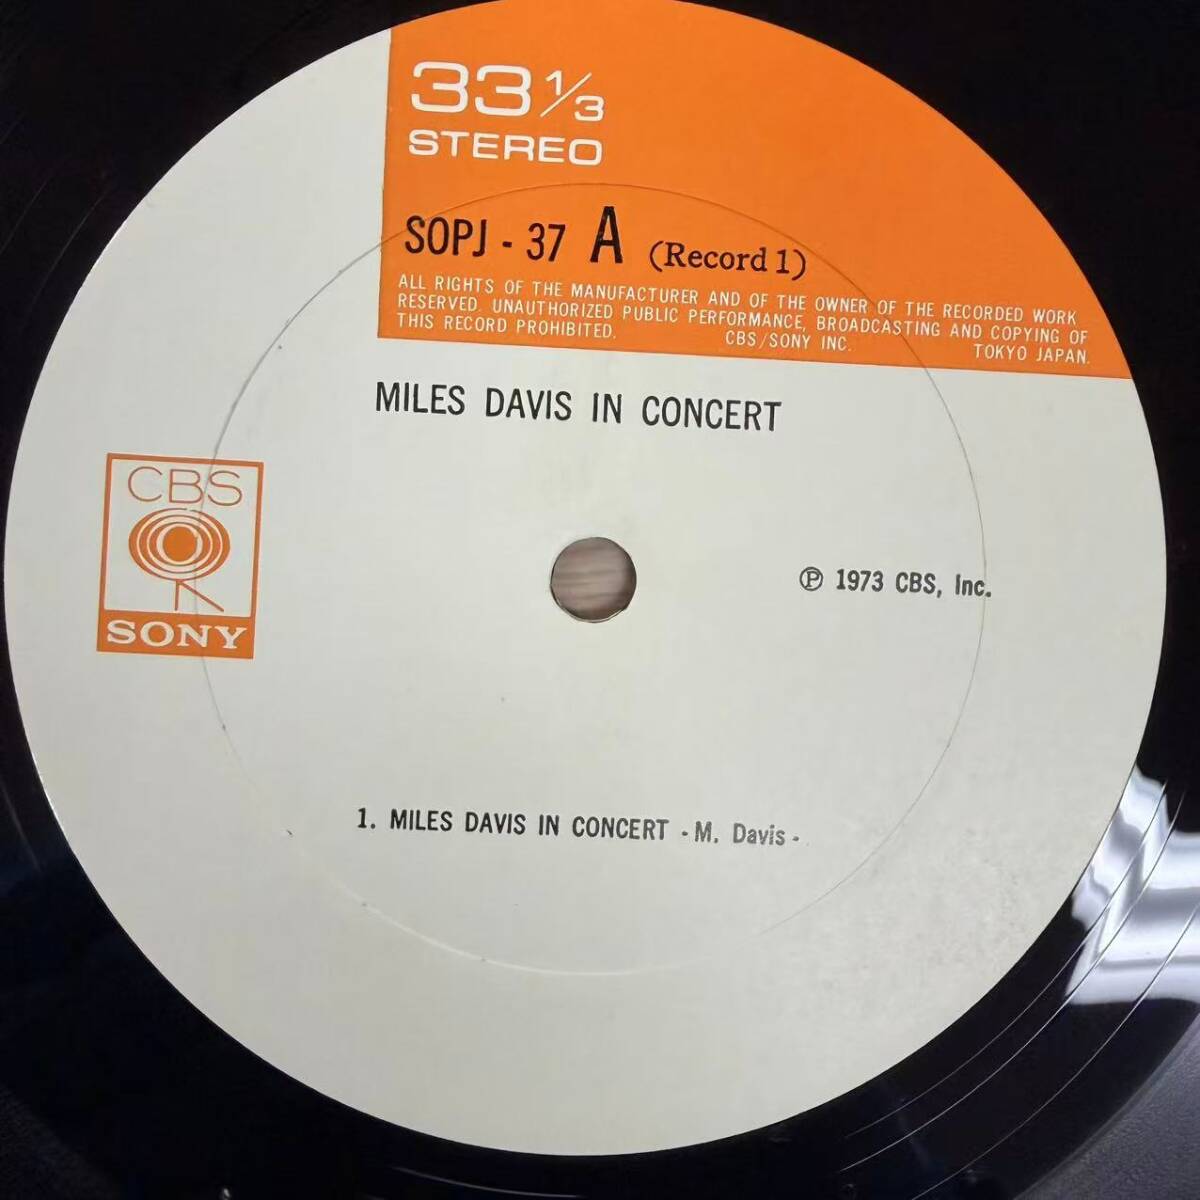 33 1/3
STEREO
SOPJ - 37 A (Record 1)
ALL RIGHTS OF THE MANUFACTURER AND OF THE OWNER OF THE RECORDED WORK
RESERVED. UNAUTHORIZED PUBLIC PERFORMANCE, BROADCASTING AND COPYING OF
THIS RECORD PROHIBITED. CBS/SONY INC. TOKYO JAPAN.
MILES DAVIS IN CONCERT
CBS
SONY
℗ 1973 CBS, Inc.
1. MILES DAVIS IN CONCERT - M. Davis -